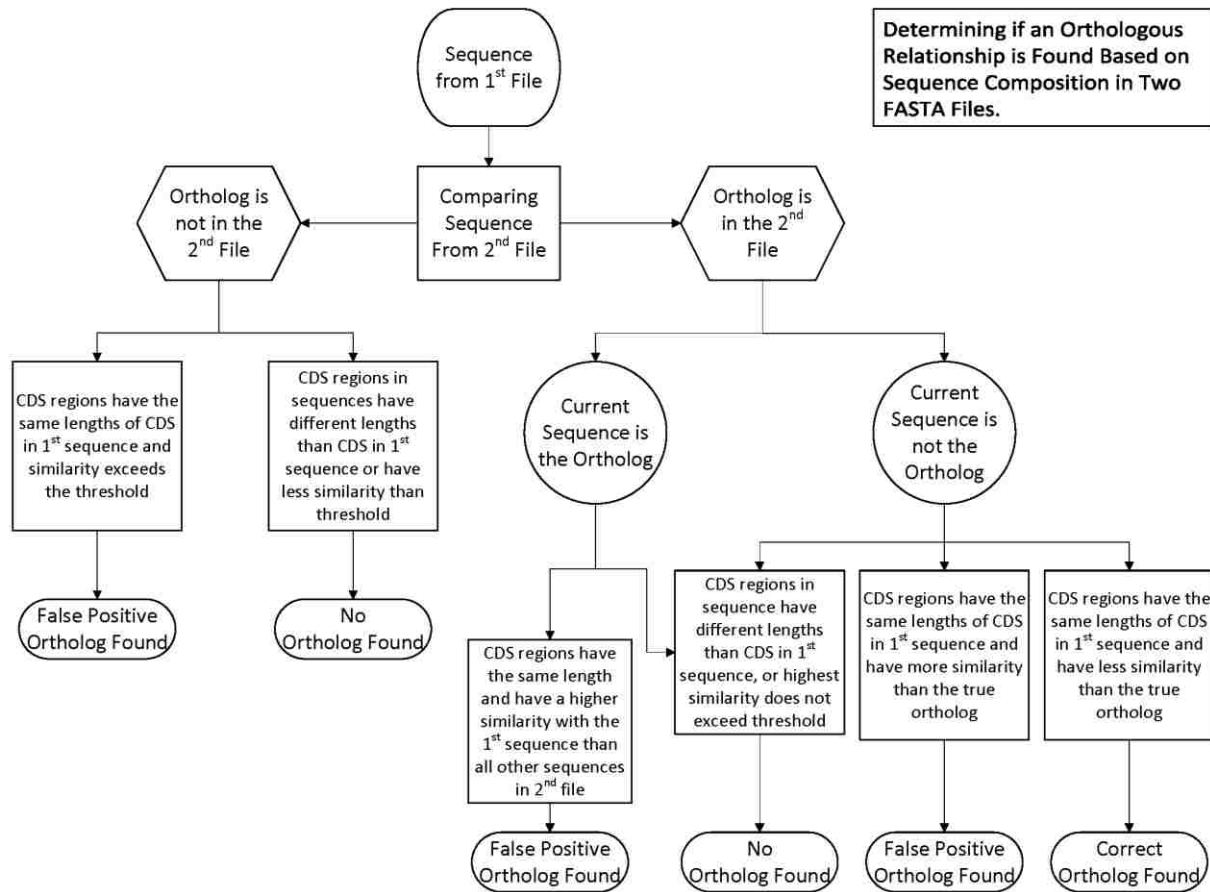 Determining if an Orthologous
Relationship is Found Based on
Sequence Composition in Two
FASTA Files.
Sequence
from 1st File
Ortholog is
not in the
2nd File
Comparing
Sequence
From 2nd File
Ortholog is
in the 2nd
File
CDS regions have the
same lengths of CDS
in 1st sequence and
similarity exceeds
the threshold
CDS regions in
sequences have
different lengths
than CDS in 1st
sequence or have
less similarity than
threshold
Current
Sequence is
the Ortholog
Current
Sequence is
not the
Ortholog
False Positive
Ortholog Found
No
Ortholog Found
CDS regions have
the same length
and have a higher
similarity with the
1st sequence than
all other sequences
in 2nd file
CDS regions in
sequence have
different lengths
than CDS in 1st
sequence, or highest
similarity does not
exceed threshold
CDS regions have the
same lengths of CDS
in 1st sequence and
have more similarity
than the true
ortholog
CDS regions have the
same lengths of CDS
in 1st sequence and
have less similarity
than the true
ortholog
False Positive
Ortholog Found
No
Ortholog Found
False Positive
Ortholog Found
Correct
Ortholog Found